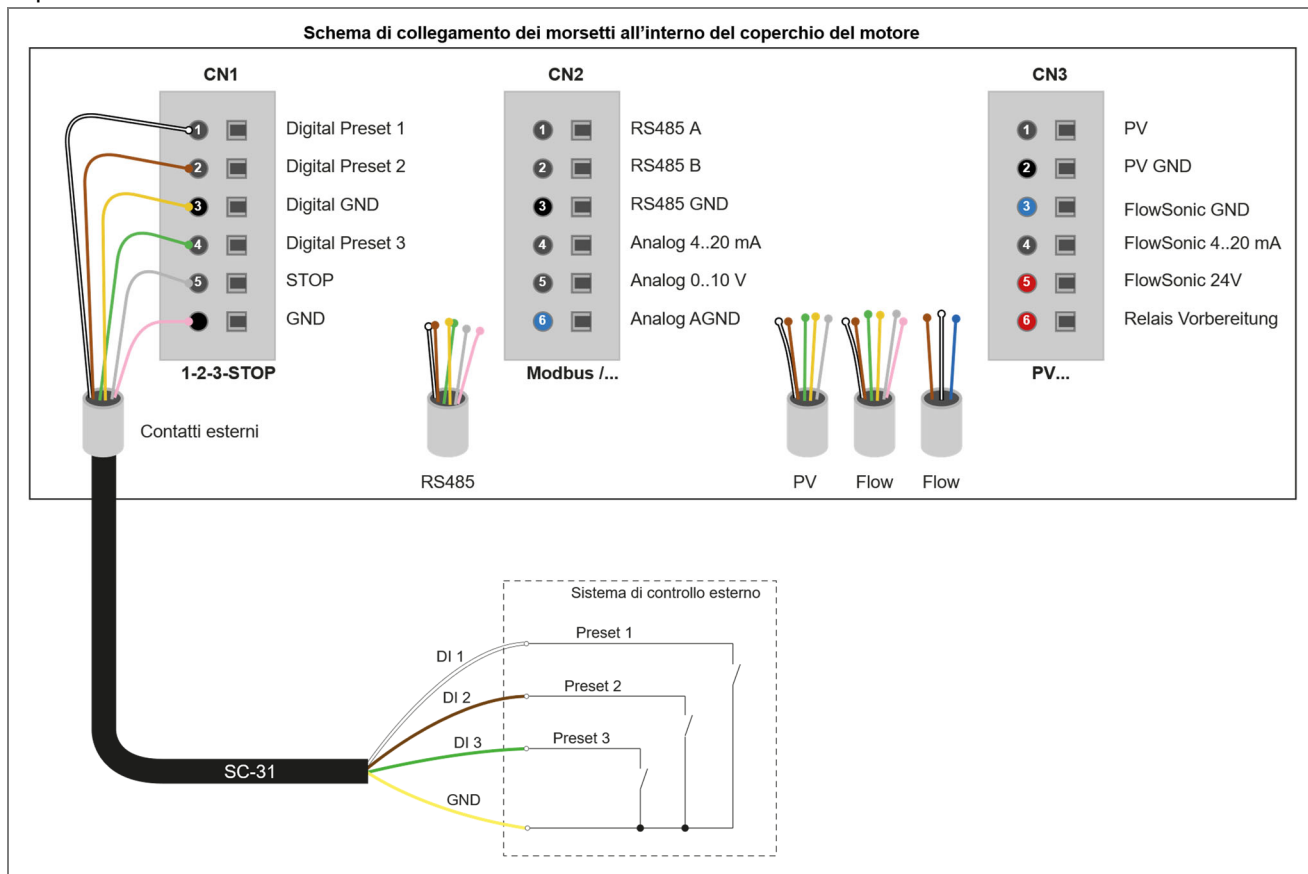 Schema di collegamento dei morsetti all'interno del coperchio del motore
CN1
1 Digital Preset 1
2 Digital Preset 2
3 Digital GND
4 Digital Preset 3
5 STOP
GND
1-2-3-STOP
Contatti esterni
CN2
1 RS485 A
2 RS485 B
3 RS485 GND
4 Analog 4..20 mA
5 Analog 0..10 V
6 Analog AGND
Modbus /...
RS485
CN3
1 PV
2 PV GND
3 FlowSonic GND
4 FlowSonic 4..20 mA
5 FlowSonic 24V
6 Relais Vorbereitung
PV...
PV
Flow
Flow
Sistema di controllo esterno
DI 1
Preset 1
DI 2
Preset 2
DI 3
Preset 3
GND
SC-31